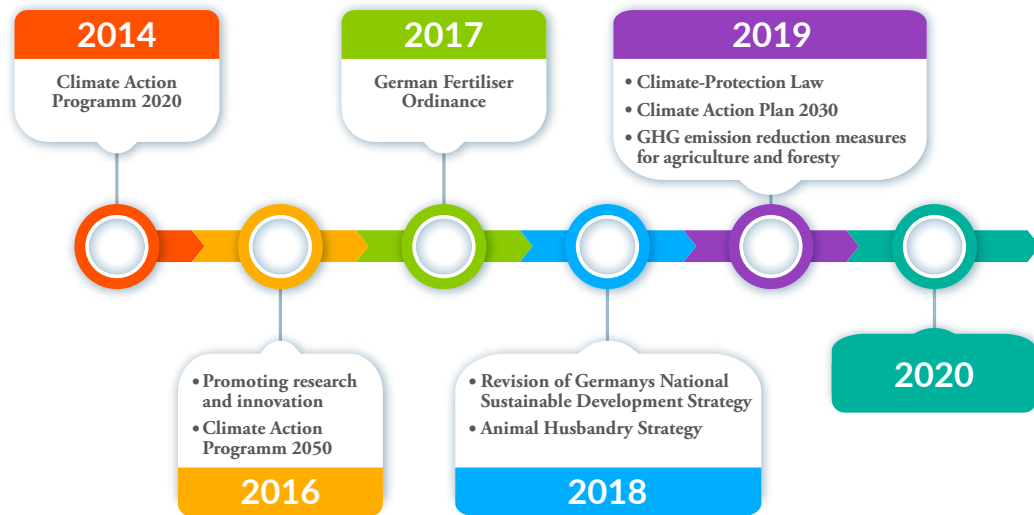 2014
Climate Action
Programm 2020
• Promoting research
and innovation
• Climate Action
Programm 2050
2016
2017
German Fertiliser
Ordinance
• Revision of Germanys National
Sustainable Development Strategy
• Animal Husbandry Strategy
2018
2019
• Climate-Protection Law
• Climate Action Plan 2030
• GHG emission reduction measures
for agriculture and foresty
2020